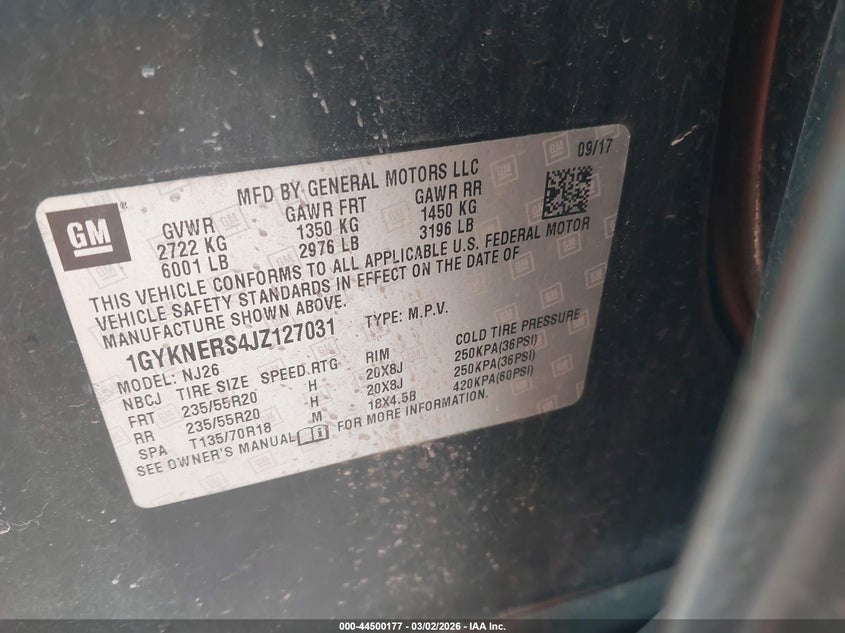 09/17
MFD BY GENERAL MOTORS LLC
GM®
GVWR GAWR FRT GAWR RR
2722 KG 1350 KG 1450 KG
6001 LB 2976 LB 3196 LB
THIS VEHICLE CONFORMS TO ALL APPLICABLE U.S. FEDERAL MOTOR
VEHICLE SAFETY STANDARDS IN EFFECT ON THE DATE OF
MANUFACTURE SHOWN ABOVE.
1GYKNERS4JZ127031 TYPE: M.P.V.
MODEL: NJ26
NBCJ TIRE SIZE SPEED RTG RIM COLD TIRE PRESSURE
FRT 235/55R20 H 20X8J 250KPA(36PSI)
RR 235/55R20 H 20X8J 250KPA(36PSI)
SPA T135/70R18 M 18X4.5B 420KPA(60PSI)
SEE OWNER'S MANUAL FOR MORE INFORMATION.
000-44500177 - 03/02/2026 - IAA Inc.